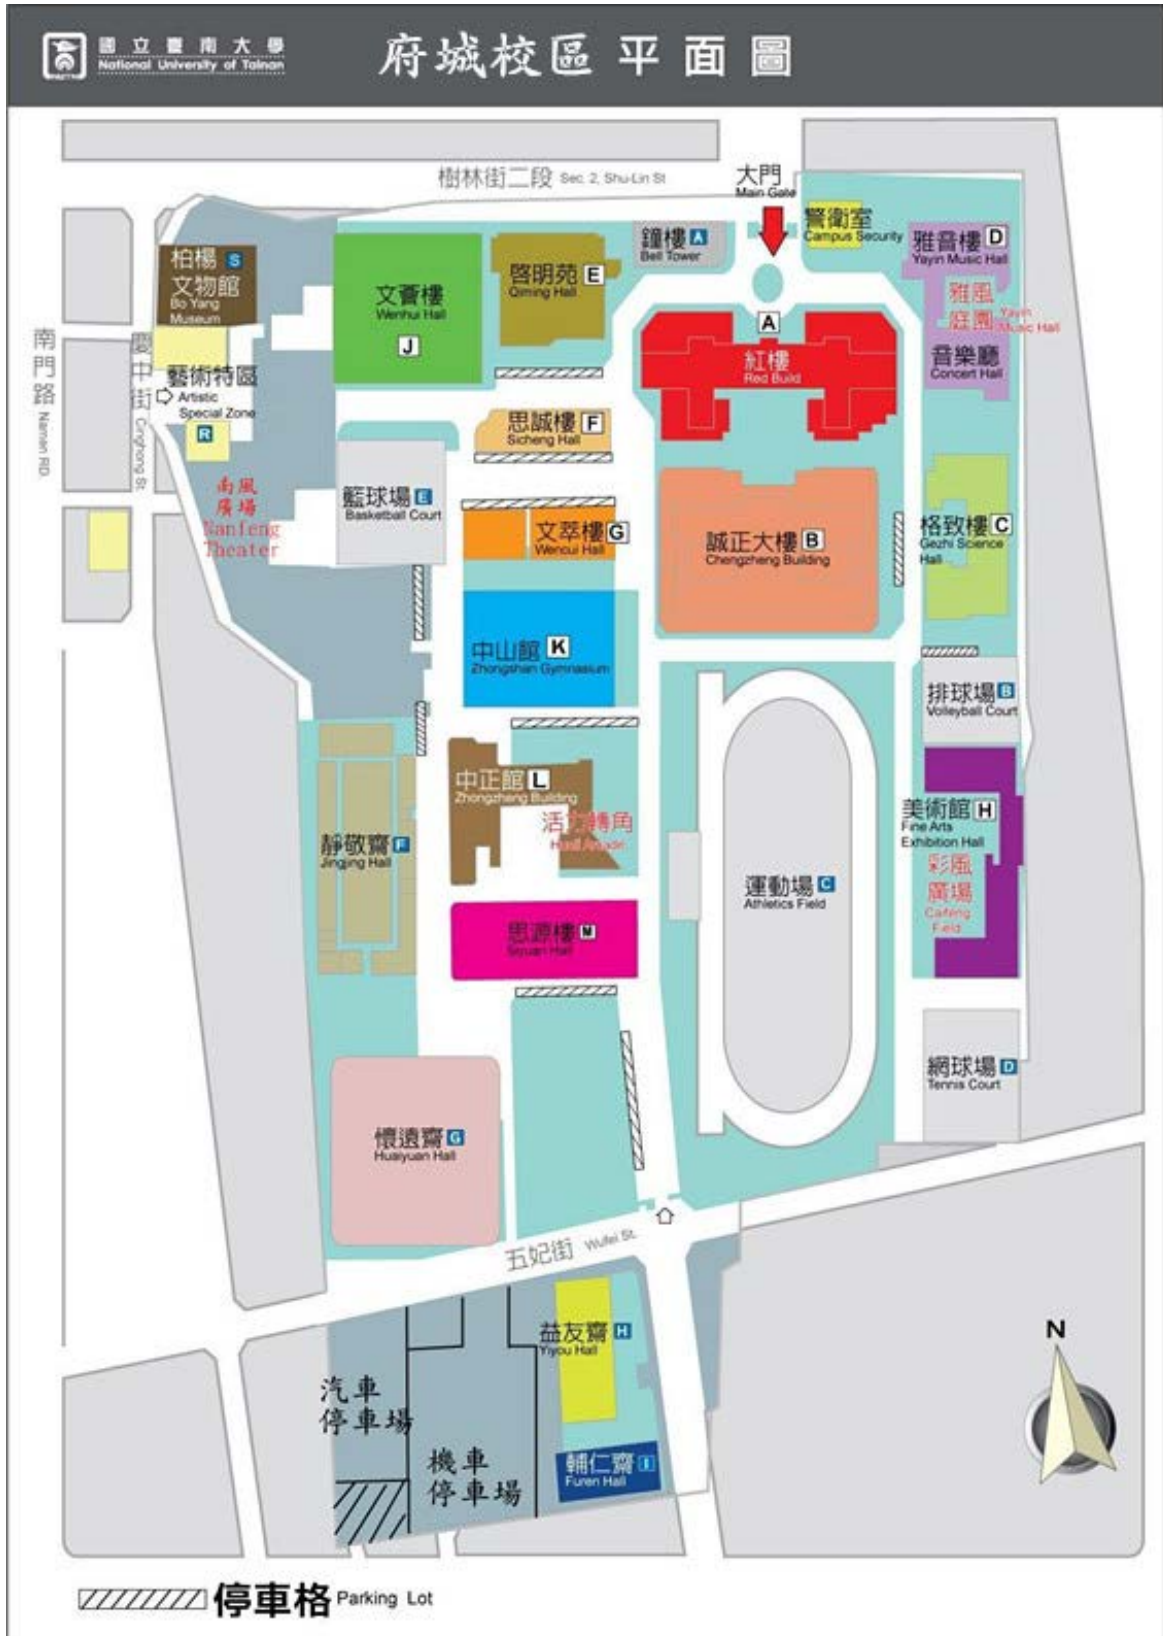 國立臺南大學
National University of Tainan
府城校區平面圖
樹林街二段 Sec. 2, Shu-Lin St
大門
Main Gate
警衛室
Campus Security
鐘樓 A
Bell Tower
雅音樓 D
Yayin Music Hall
雅風
庭園 Yayin
Music Hall
音樂廳
Concert Hall
柏楊 S
文物館
Bo Yang
Museum
文薈樓
Wenhui Hall
J
啓明苑 E
Qiming Hall
A
紅樓
Red Build
南門路 Nanan RD
慶中街 Cinghong St.
藝術特區
Artistic
Special Zone
R
思誠樓 F
Sicheng Hall
南風
廣場
Nanfeng
Theater
籃球場 E
Basketball Court
文萃樓 G
Wencui Hall
誠正大樓 B
Chengzheng Building
格致樓 C
Gezhi Science
Hall
中山館 K
Zhongshan Gymnasium
排球場 B
Volleyball Court
中正館 L
Zhongzheng Building
活力轉角
靜敬齋 F
Jingjing Hall
美術館 H
Fine Arts
Exhibition Hall
彩風
廣場
Caifeng
Field
運動場 C
Athletics Field
思源樓 M
Siyuan Hall
網球場 D
Tennis Court
懷遠齋 G
Huaiyuan Hall
五妃街 Wufei St.
益友齋 H
Yiyou Hall
N
汽車
停車場
機車
停車場
輔仁齋 I
Furen Hall
停車格 Parking Lot